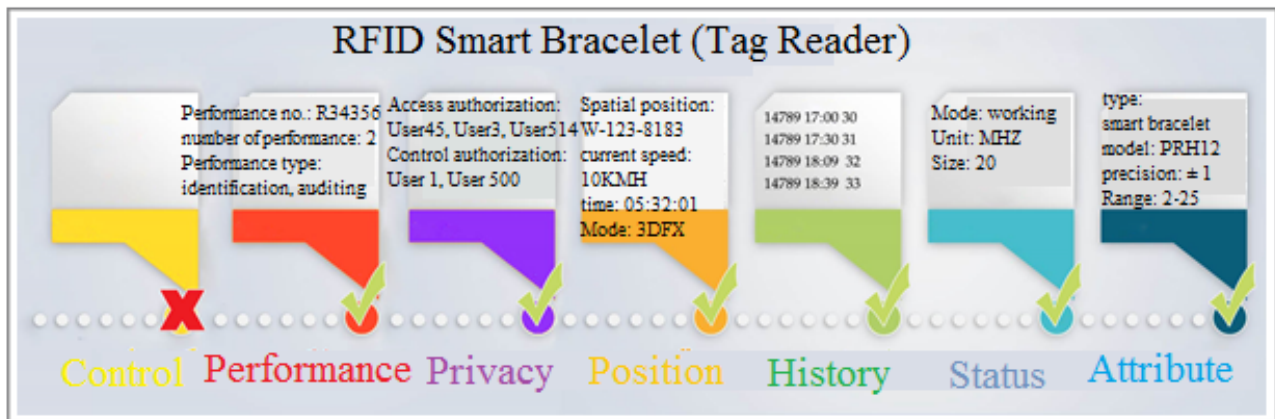 RFID Smart Bracelet (Tag Reader)
Performance no.: R34356
number of performance: 2
Performance type:
identification, auditing
Access authorization:
User45, User3, User514
Control authorization:
User 1, User 500
Spatial position:
W-123-8183
current speed:
10KMH
time: 05:32:01
Mode: 3DFX
14789 17:00 30
14789 17:30 31
14789 18:09 32
14789 18:39 33
Mode: working
Unit: MHZ
Size: 20
type:
smart bracelet
model: PRH12
precision: ± 1
Range: 2-25
Control
Performance
Privacy
Position
History
Status
Attribute